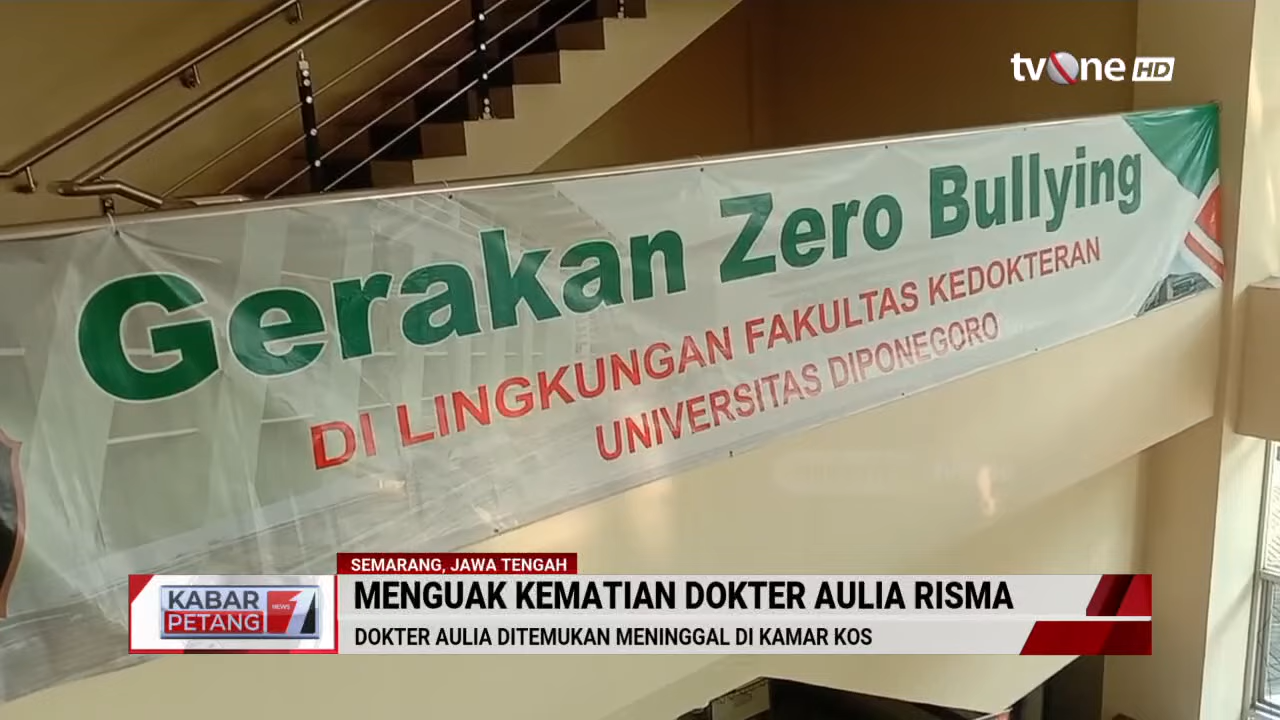 tvOne HD
Gerakan Zero Bullying
DI LINGKUNGAN FAKULTAS KEDOKTERAN
UNIVERSITAS DIPONEGORO
SEMARANG, JAWA TENGAH
KABAR
PETANG
NEWS 1
MENGUAK KEMATIAN DOKTER AULIA RISMA
DOKTER AULIA DITEMUKAN MENINGGAL DI KAMAR KOS